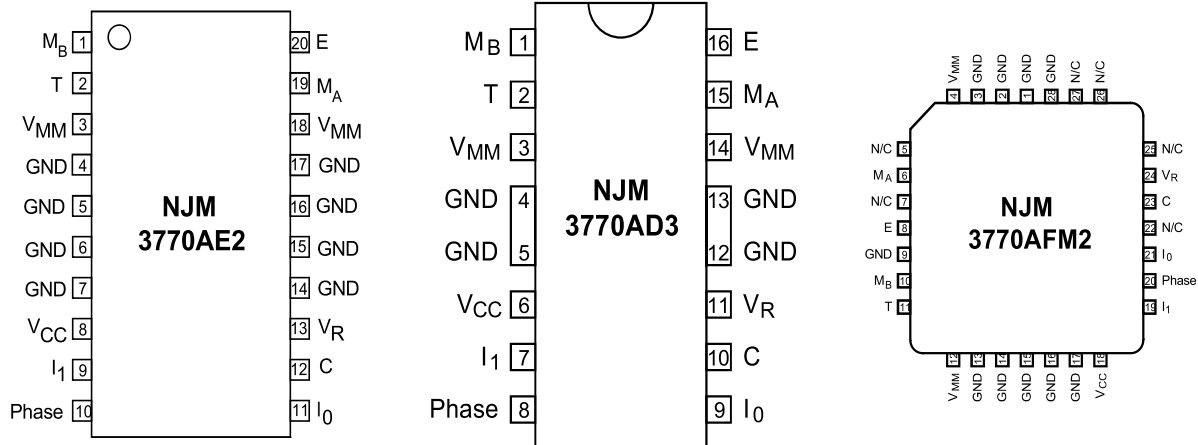 M_B 1
T 2
V_MM 3
GND 4
GND 5
GND 6
GND 7
V_CC 8
I_1 9
Phase 10
NJM
3770AE2
20 E
19 M_A
18 V_MM
17 GND
16 GND
15 GND
14 GND
13 V_R
12 C
11 I_0
M_B 1
T 2
V_MM 3
GND 4
GND 5
V_CC 6
I_1 7
Phase 8
NJM
3770AD3
16 E
15 M_A
14 V_MM
13 GND
12 GND
11 V_R
10 C
9 I_0
V_MM 4
GND 3
GND 2
GND 1
GND 28
N/C 27
N/C 26
N/C 5
M_A 6
N/C 7
E 8
GND 9
M_B 10
T 11
NJM
3770AFM2
25 N/C
24 V_R
23 C
22 N/C
21 I_0
20 Phase
19 I_1
12 V_MM
13 GND
14 GND
15 GND
16 GND
17 GND
18 V_CC